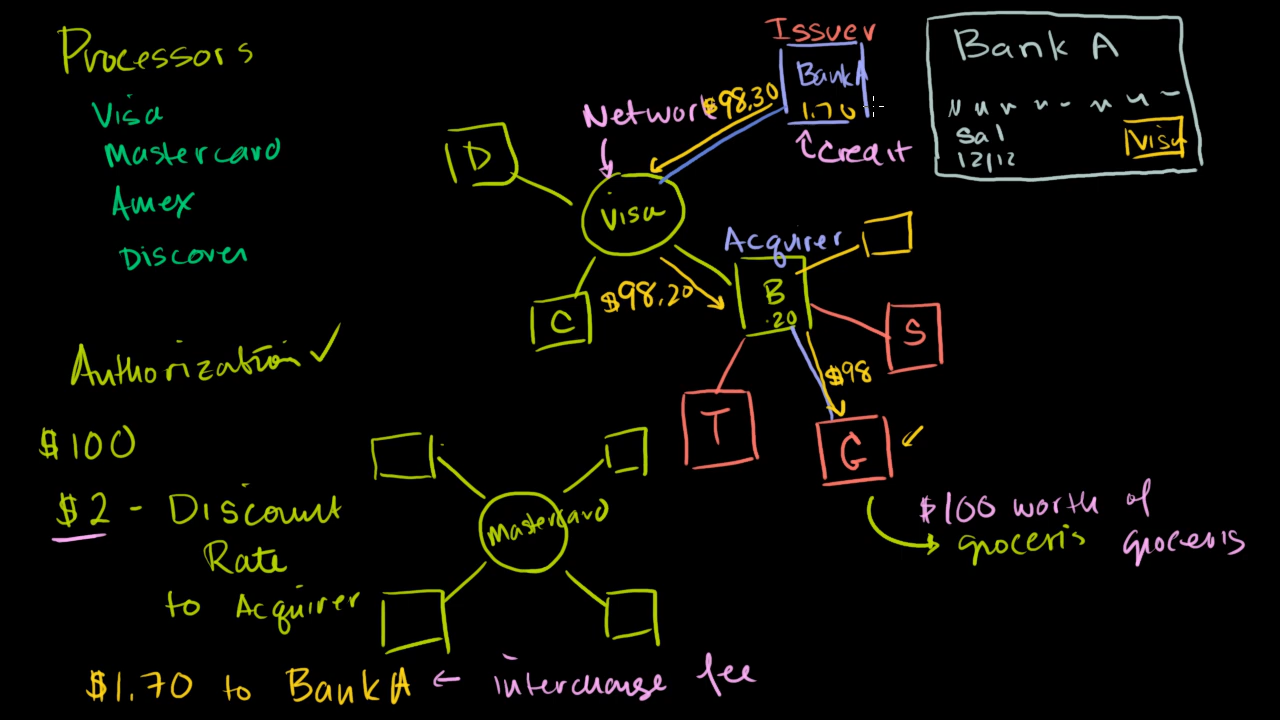 Processors
Visa
Mastercard
Amex
Discover
Authorization ✓
$100
$2 - Discount
Rate
to Acquirer
$1.70 to Bank A ← interchange fee
Issuer
Bank A
1.70
Credit
Network
$98.30
D
Visa
C
$98.20
Acquirer
B
.20
S
T
$98
G
$100 worth of
groceris groceris
Mastercard
Bank A
Sal
12/12
Visa